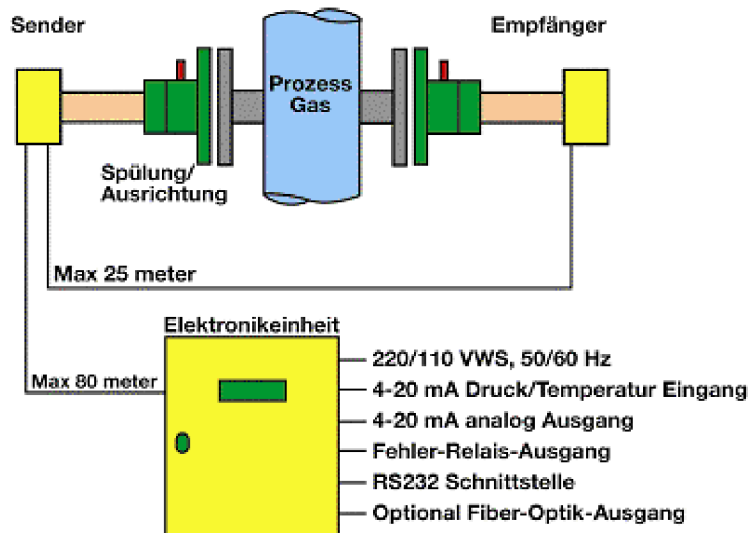 Sender
Empfänger
Prozess
Gas
Spülung/
Ausrichtung
Max 25 meter
Elektronikeinheit
Max 80 meter
220/110 VWS, 50/60 Hz
4-20 mA Druck/Temperatur Eingang
4-20 mA analog Ausgang
Fehler-Relais-Ausgang
RS232 Schnittstelle
Optional Fiber-Optik-Ausgang